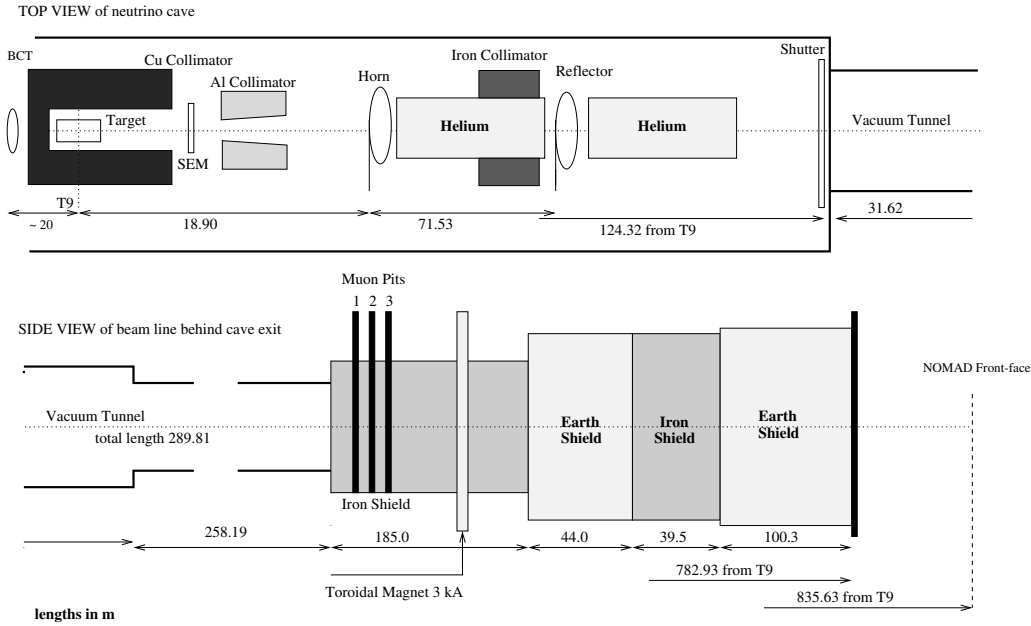 TOP VIEW of neutrino cave
BCT
Cu Collimator
Al Collimator
Horn
Iron Collimator
Reflector
Shutter
Target
Helium
Helium
Vacuum Tunnel
SEM
T9
~ 20
18.90
71.53
124.32 from T9
31.62
Muon Pits
1 2 3
SIDE VIEW of beam line behind cave exit
NOMAD Front-face
Vacuum Tunnel
total length 289.81
Earth
Shield
Iron
Shield
Earth
Shield
Iron Shield
258.19
185.0
44.0
39.5
100.3
782.93 from T9
Toroidal Magnet 3 kA
835.63 from T9
lengths in m